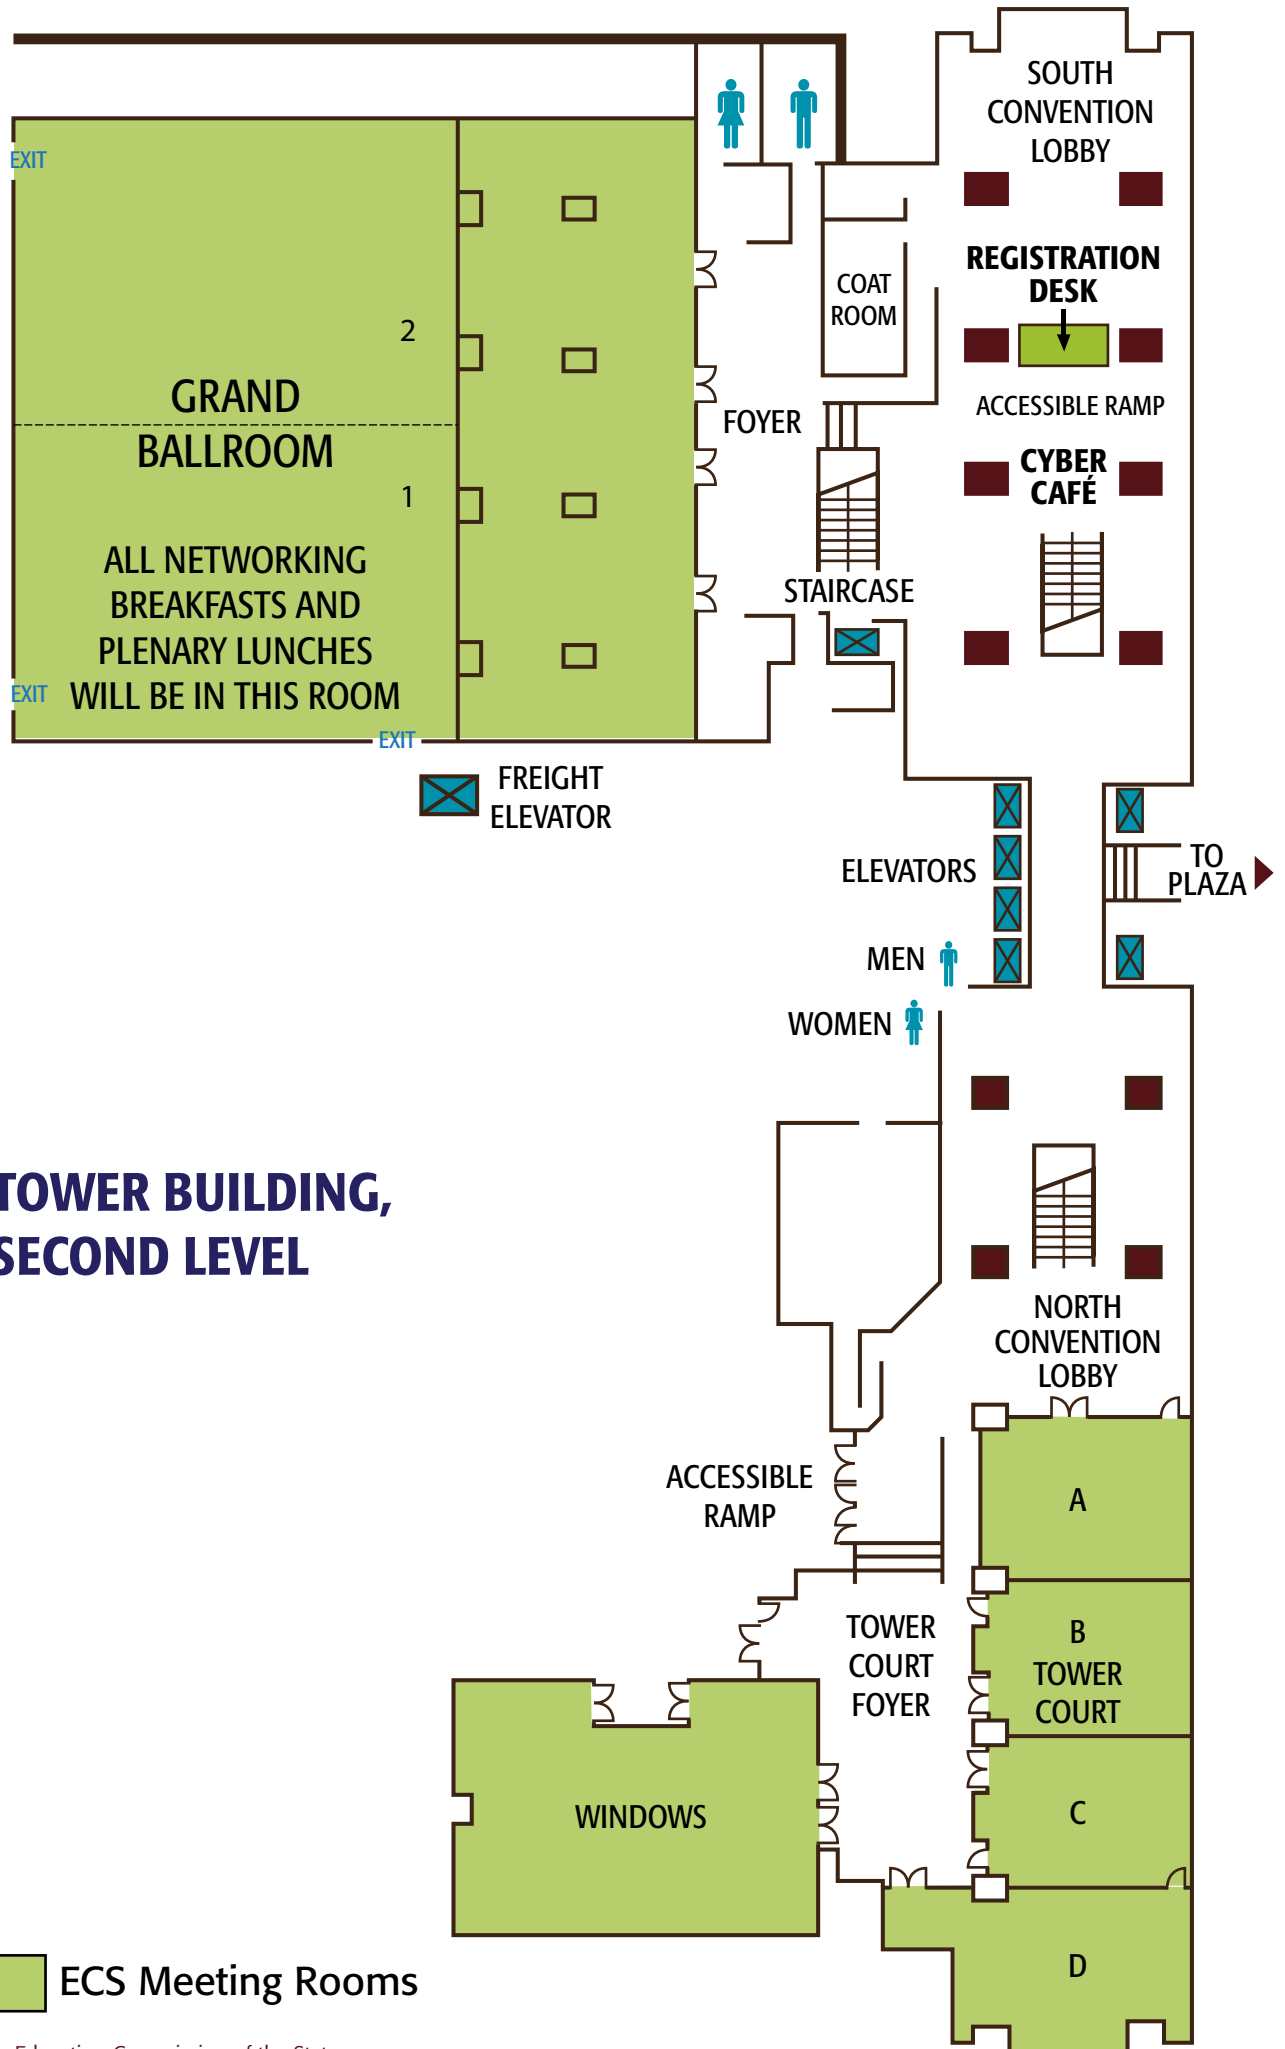 SOUTH
CONVENTION
LOBBY
EXIT
REGISTRATION
DESK
COAT
ROOM
2
GRAND
ACCESSIBLE RAMP
FOYER
BALLROOM
CYBER
CAFÉ
1
ALL NETWORKING
BREAKFASTS AND
PLENARY LUNCHES
WILL BE IN THIS ROOM
STAIRCASE
EXIT
EXIT
FREIGHT
ELEVATOR
ELEVATORS
TO
PLAZA
MEN
WOMEN
TOWER BUILDING,
SECOND LEVEL
NORTH
CONVENTION
LOBBY
ACCESSIBLE
RAMP
A
TOWER
COURT
FOYER
B
TOWER
COURT
WINDOWS
C
D
ECS Meeting Rooms